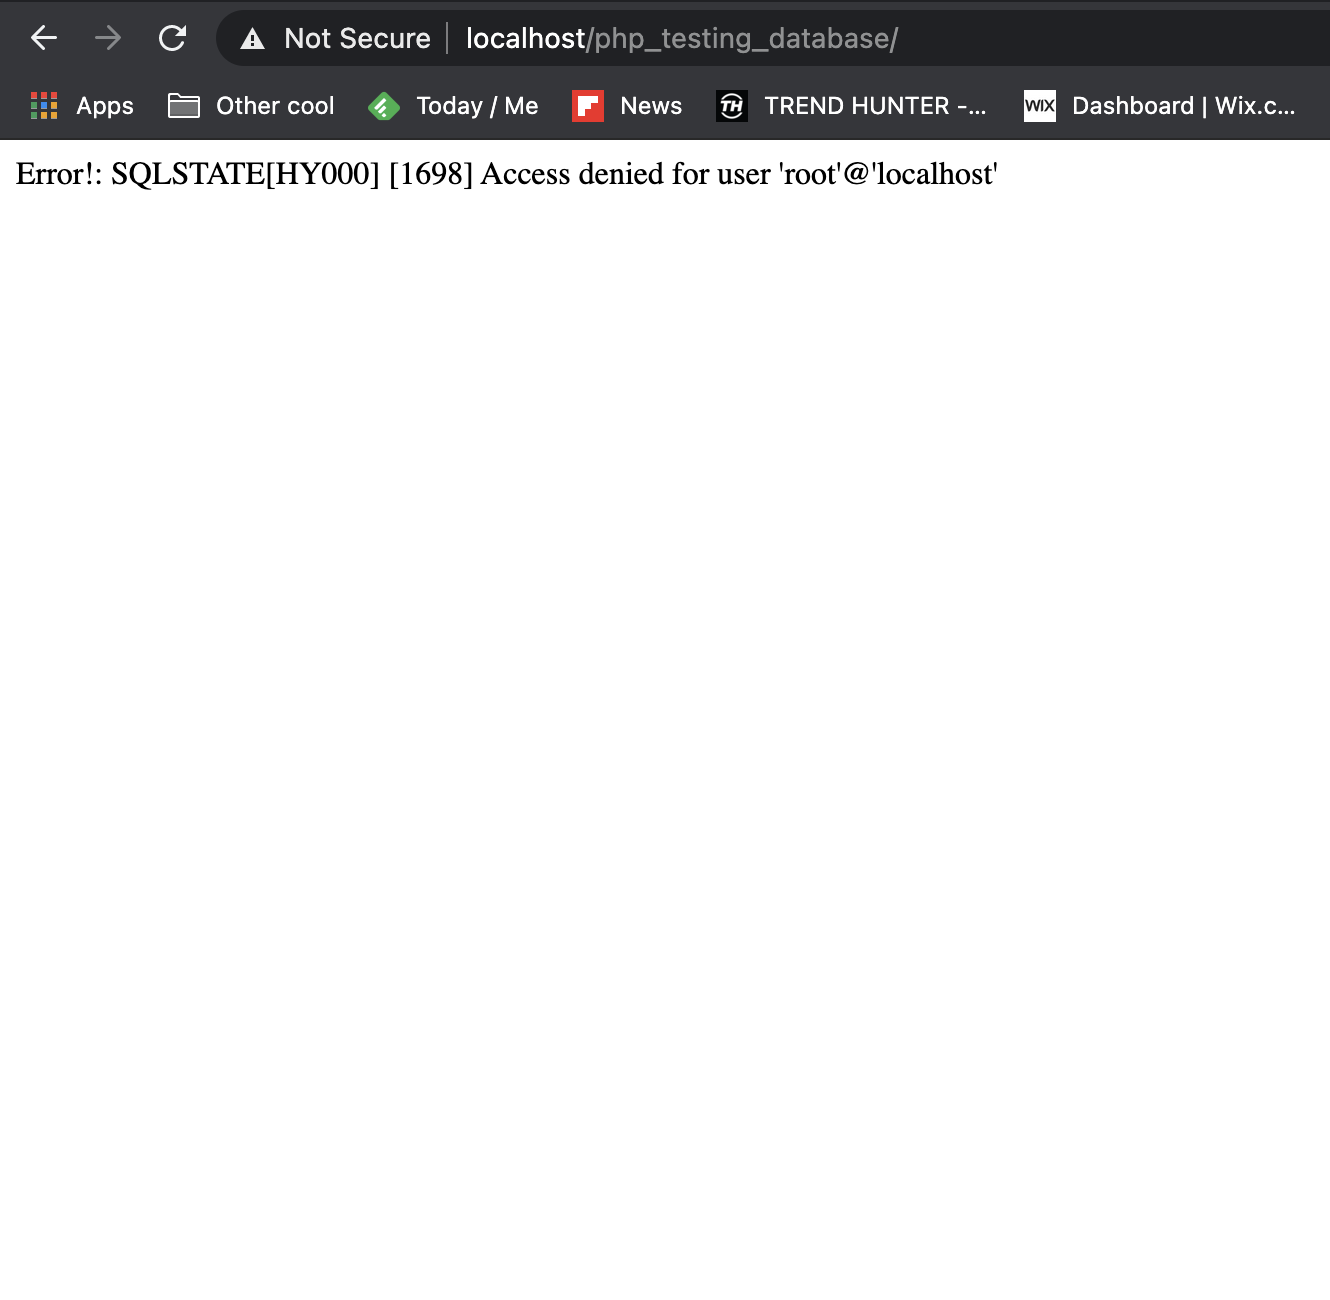 Not Secure localhost/php_testing_database/
Apps Other cool Today / Me News TH TREND HUNTER -... WIX Dashboard | Wix.c...
Error!: SQLSTATE[HY000] [1698] Access denied for user 'root'@'localhost'